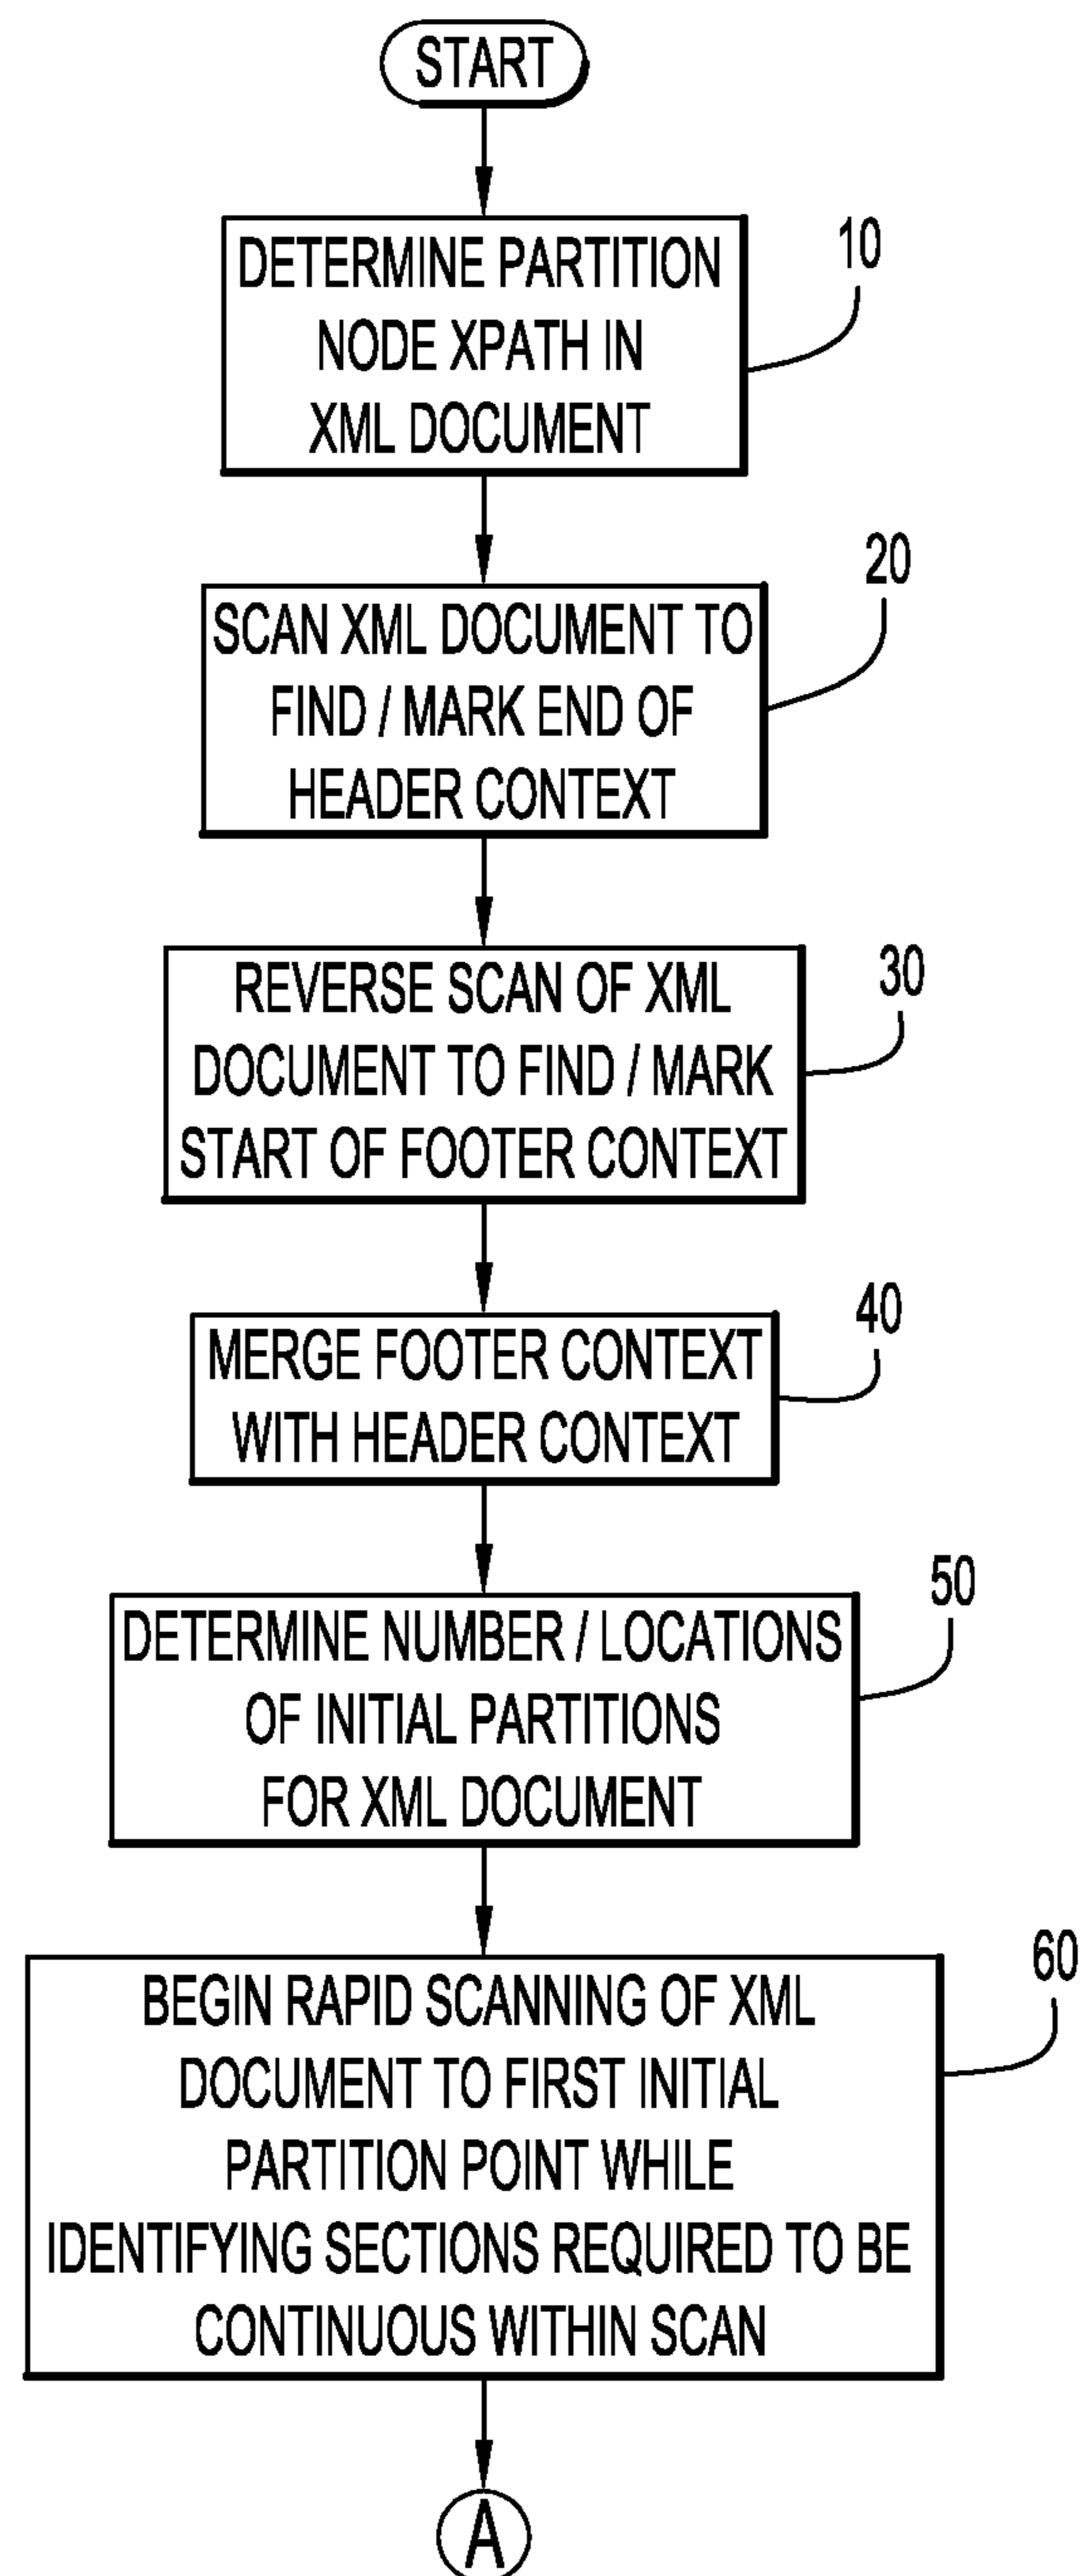 START
DETERMINE PARTITION
NODE XPATH IN
XML DOCUMENT
10
SCAN XML DOCUMENT TO
FIND / MARK END OF
HEADER CONTEXT
20
REVERSE SCAN OF XML
DOCUMENT TO FIND / MARK
START OF FOOTER CONTEXT
30
MERGE FOOTER CONTEXT
WITH HEADER CONTEXT
40
DETERMINE NUMBER / LOCATIONS
OF INITIAL PARTITIONS
FOR XML DOCUMENT
50
BEGIN RAPID SCANNING OF XML
DOCUMENT TO FIRST INITIAL
PARTITION POINT WHILE
IDENTIFYING SECTIONS REQUIRED TO BE
CONTINUOUS WITHIN SCAN
60
A